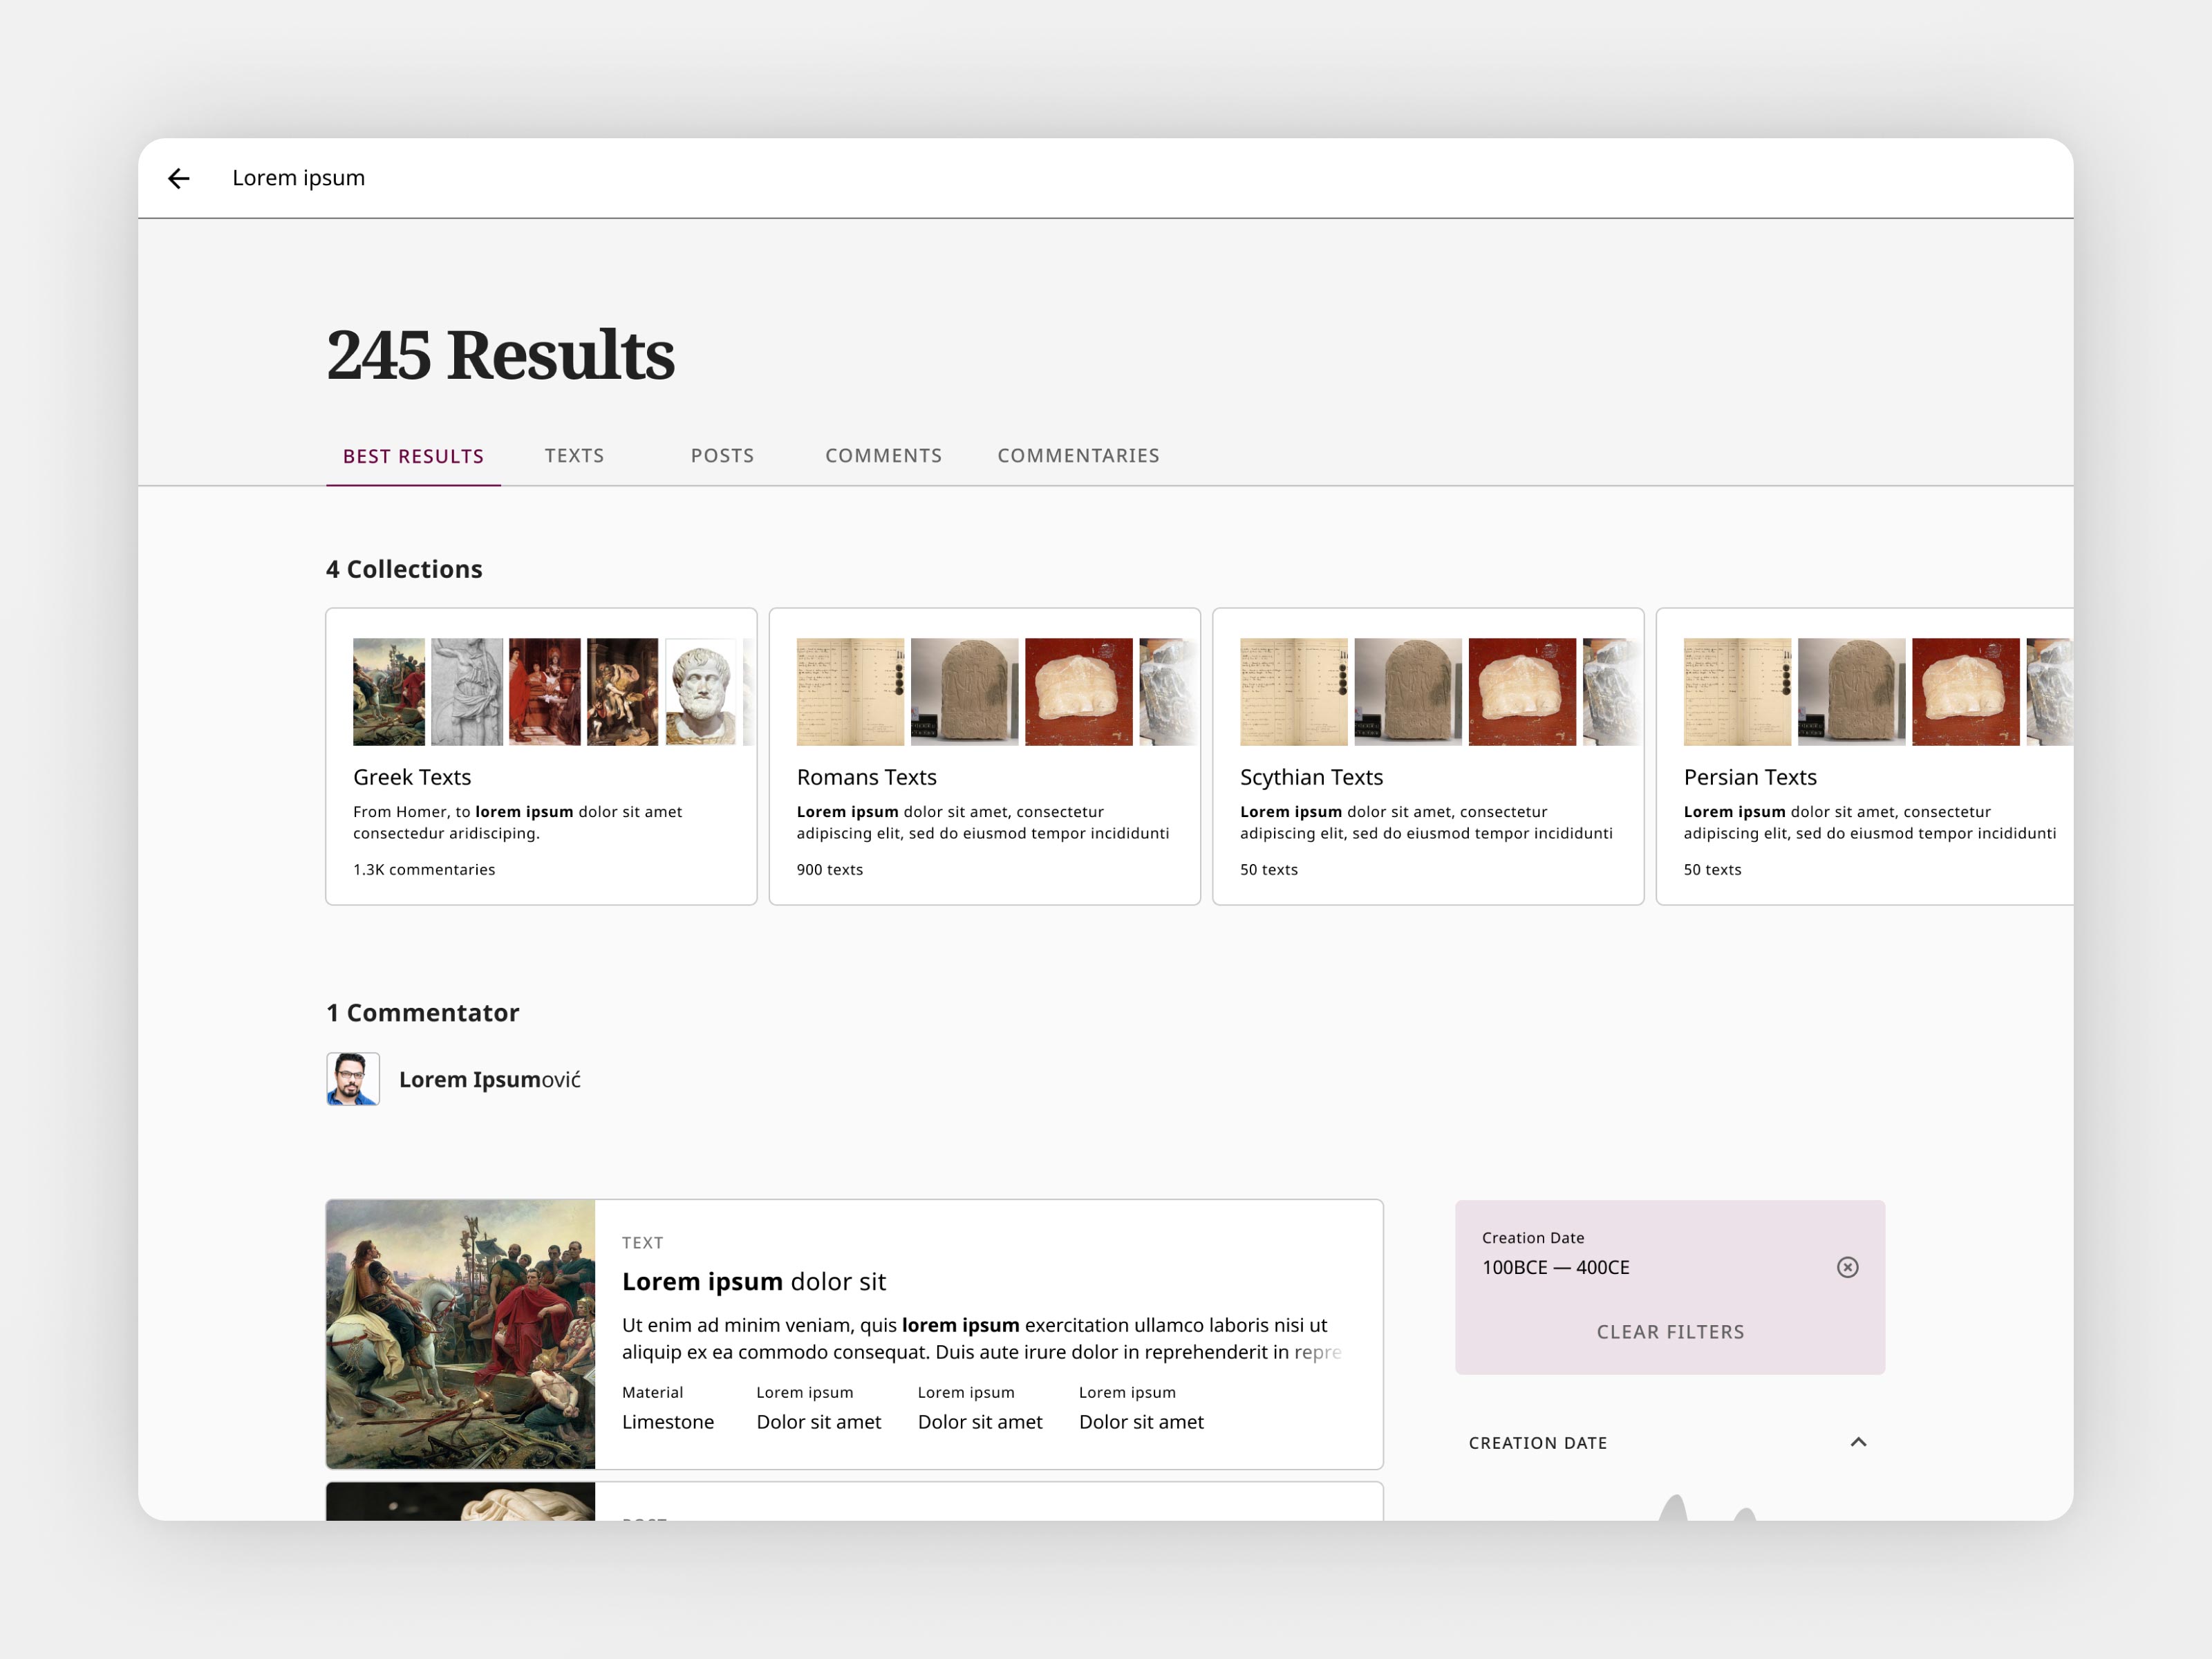 Lorem ipsum
245 Results
BEST RESULTS
TEXTS
POSTS
COMMENTS
COMMENTARIES
4 Collections
Greek Texts
From Homer, to lorem ipsum dolor sit amet
consectedur aridisciping.
1.3K commentaries
Romans Texts
Lorem ipsum dolor sit amet, consectetur
adipiscing elit, sed do eiusmod tempor incididunti
900 texts
Scythian Texts
Lorem ipsum dolor sit amet, consectetur
adipiscing elit, sed do eiusmod tempor incididunti
50 texts
Persian Texts
Lorem ipsum dolor sit amet, consectetur
adipiscing elit, sed do eiusmod tempor incididunti
50 texts
1 Commentator
Lorem Ipsumović
TEXT
Lorem ipsum dolor sit
Ut enim ad minim veniam, quis lorem ipsum exercitation ullamco laboris nisi ut
aliquip ex ea commodo consequat. Duis aute irure dolor in reprehenderit in repre
Material
Lorem ipsum
Lorem ipsum
Lorem ipsum
Limestone
Dolor sit amet
Dolor sit amet
Dolor sit amet
Creation Date
100BCE — 400CE
CLEAR FILTERS
CREATION DATE